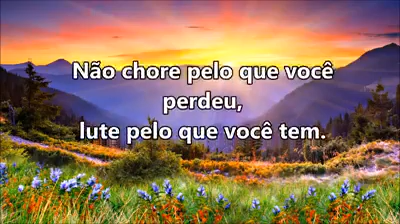 Não chore pelo que você
perdeu,
lute pelo que você tem.